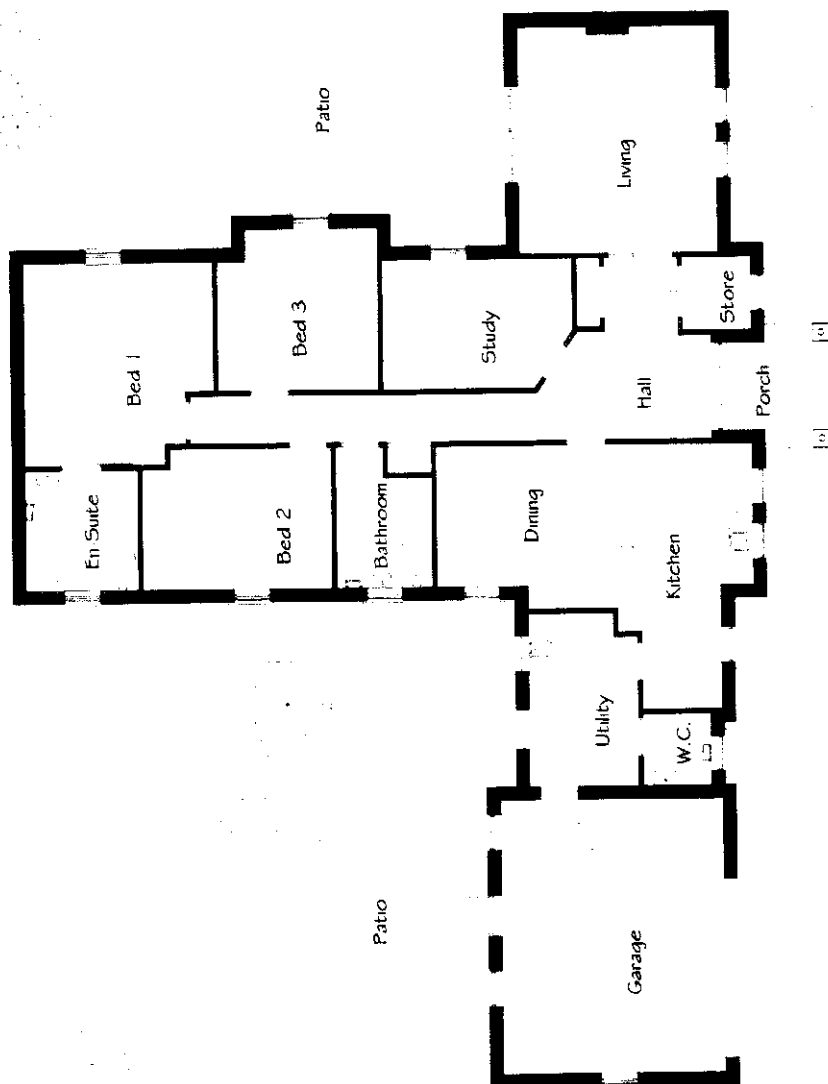 Patio
Living
Bed 1
Bed 3
Study
Store
Hall
Porch
En Suite
Bed 2
Bathroom
Dining
Kitchen
Utility
W.C.
Patio
Garage